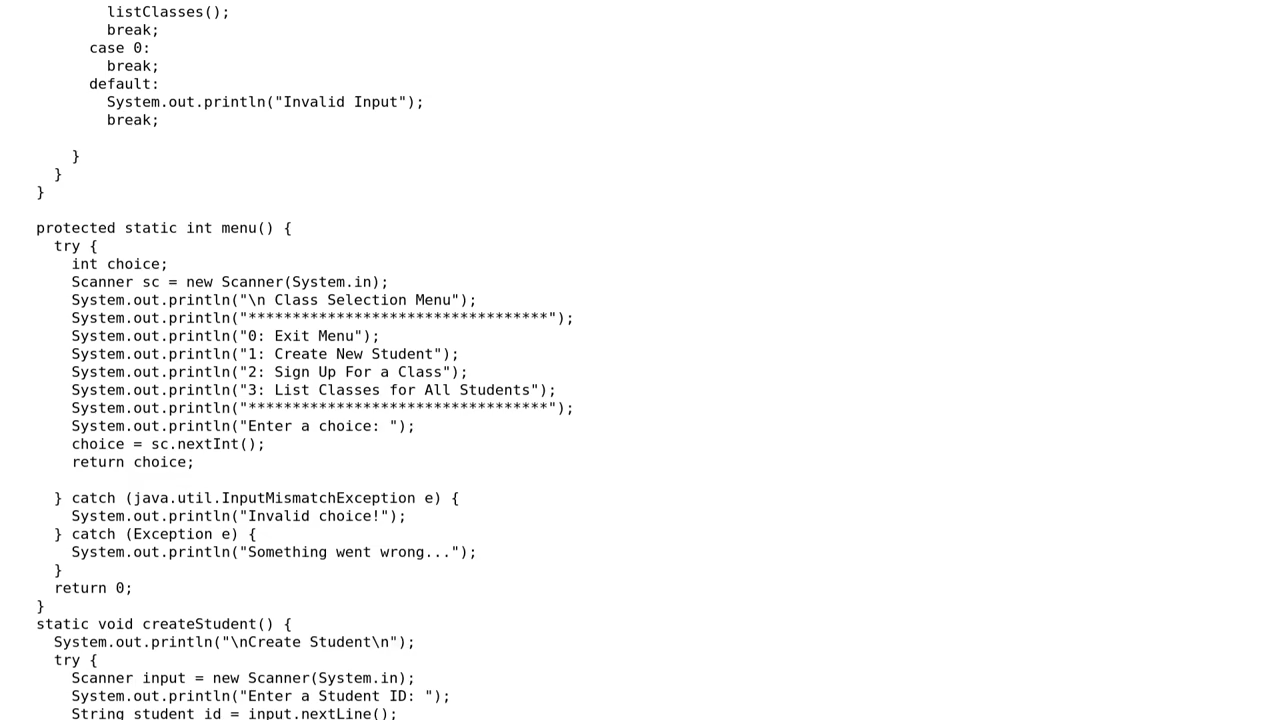 listClasses();
break;
case 0:
break;
default:
System.out.println("Invalid Input");
break;
}
}
}
protected static int menu() {
try {
int choice;
Scanner sc = new Scanner(System.in);
System.out.println("\n Class Selection Menu");
System.out.println("**********************************");
System.out.println("0: Exit Menu");
System.out.println("1: Create New Student");
System.out.println("2: Sign Up For a Class");
System.out.println("3: List Classes for All Students");
System.out.println("**********************************");
System.out.println("Enter a choice: ");
choice = sc.nextInt();
return choice;
} catch (java.util.InputMismatchException e) {
System.out.println("Invalid choice!");
} catch (Exception e) {
System.out.println("Something went wrong...");
}
return 0;
}
static void createStudent() {
System.out.println("\nCreate Student\n");
try {
Scanner input = new Scanner(System.in);
System.out.println("Enter a Student ID: ");
String student_id = input.nextLine();